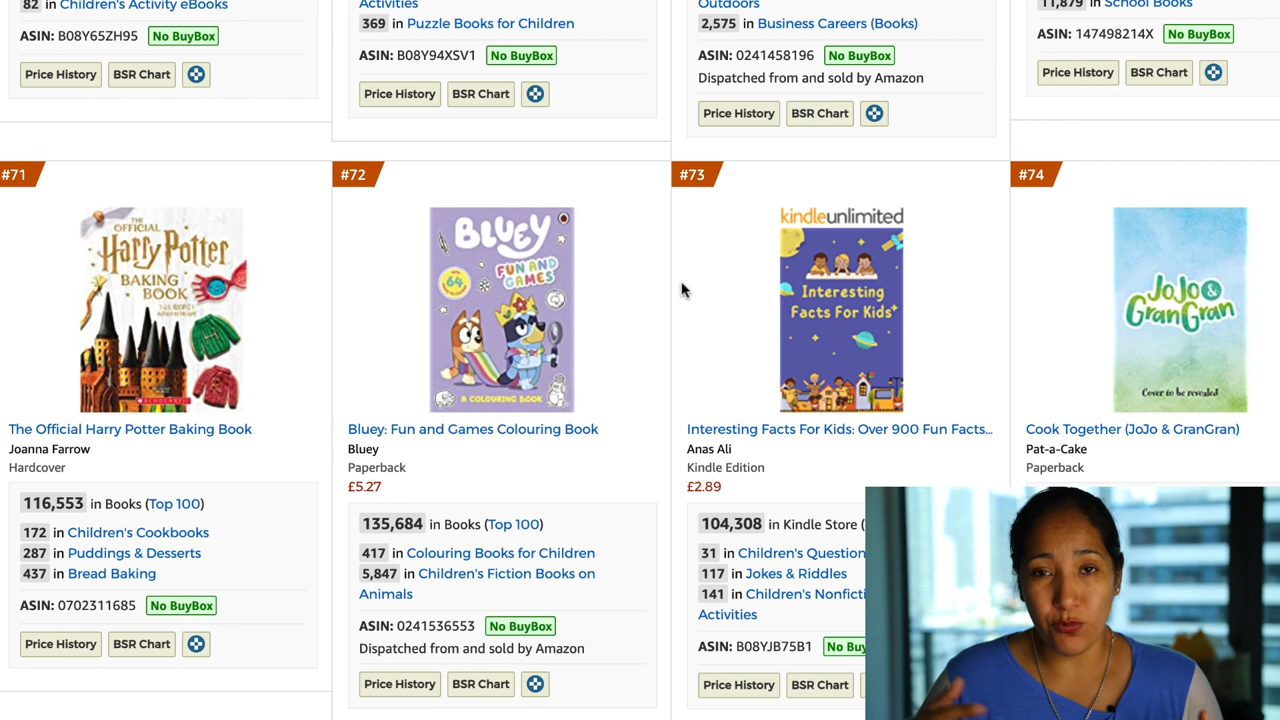 82 in Children's Activity eBooks
ASIN: B08Y65ZH95 No BuyBox
Price History BSR Chart
Activities
369 in Puzzle Books for Children
ASIN: B08Y94XSV1 No BuyBox
Price History BSR Chart
Outdoors
2,575 in Business Careers (Books)
ASIN: 0241458196 No BuyBox
Dispatched from and sold by Amazon
Price History BSR Chart
11,879 in School Books
ASIN: 147498214X No BuyBox
Price History BSR Chart
#71
THE
OFFICIAL
Harry Potter
BAKING
BOOK
SCHOLASTIC
The Official Harry Potter Baking Book
Joanna Farrow
Hardcover
116,553 in Books (Top 100)
172 in Children's Cookbooks
287 in Puddings & Desserts
437 in Bread Baking
ASIN: 0702311685 No BuyBox
Price History BSR Chart
#72
BLUEY
FUN AND
GAMES
64
A COLOURING BOOK
Bluey: Fun and Games Colouring Book
Bluey
Paperback
£5.27
135,684 in Books (Top 100)
417 in Colouring Books for Children
5,847 in Children's Fiction Books on
Animals
ASIN: 0241536553 No BuyBox
Dispatched from and sold by Amazon
Price History BSR Chart
#73
kindleunlimited
Interesting
Facts For Kids
Interesting Facts For Kids: Over 900 Fun Facts...
Anas Ali
Kindle Edition
£2.89
104,308 in Kindle Store (
31 in Children's Question
117 in Jokes & Riddles
141 in Children's Nonficti
Activities
ASIN: B08YJB75B1 No Bu
Price History BSR Chart
#74
JoJo &
GranGran
Cover to be revealed
Cook Together (JoJo & GranGran)
Pat-a-Cake
Paperback